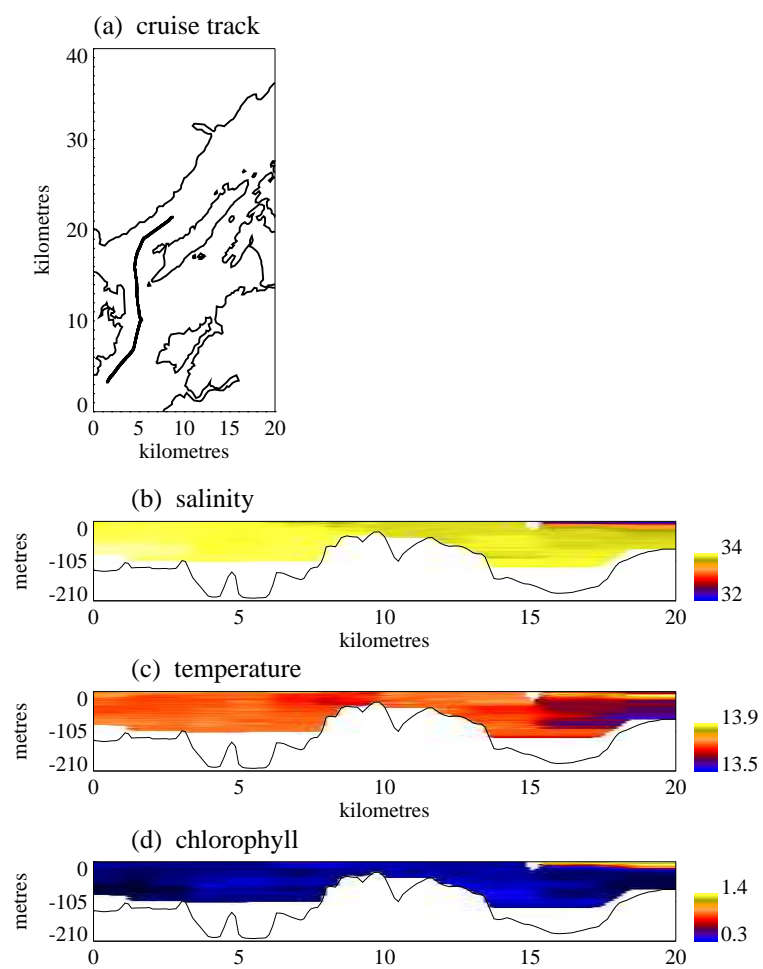 (a) cruise track
40
30
20
10
0
kilometres
0 5 10 15 20
kilometres
(b) salinity
0
-105
-210
metres
0 5 10 15 20
kilometres
34
32
(c) temperature
0
-105
-210
metres
0 5 10 15 20
kilometres
13.9
13.5
(d) chlorophyll
0
-105
-210
metres
0 5 10 15 20
1.4
0.3